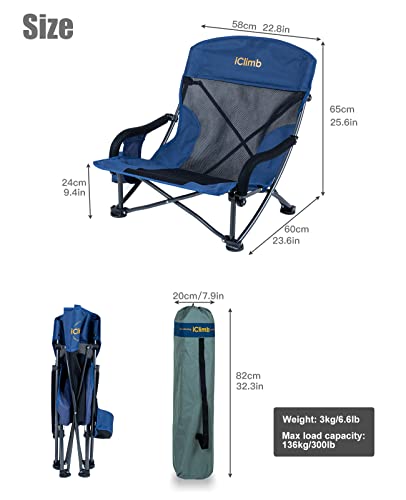 Size
58cm 22.8in
iClimb
65cm
25.6in
24cm
9.4in
60cm
23.6in
20cm/7.9in
iClimb
iClimb
82cm
32.3in
Weight: 3kg/6.6lb
Max load capacity:
136kg/300lb